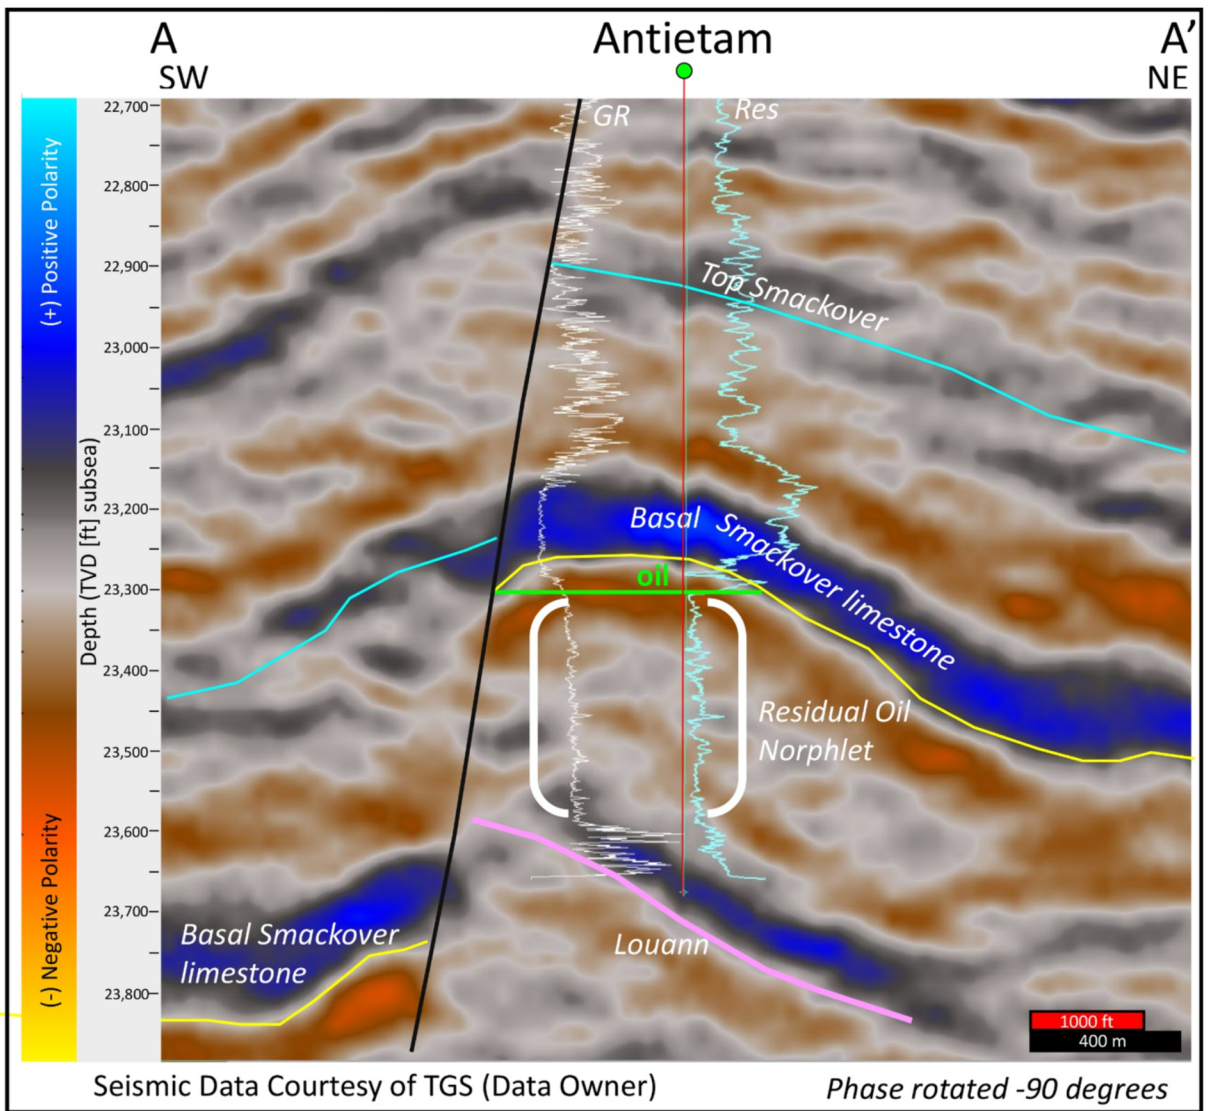 A
Antietam
A’
SW
NE
GR
Res
22,700
22,800
22,900
23,000
23,100
23,200
23,300
23,400
23,500
23,600
23,700
23,800
Depth (TVD [ft] subsea)
(+) Positive Polarity
(-) Negative Polarity
Top Smackover
Basal Smackover limestone
oil
Residual Oil
Norphlet
Louann
Basal Smackover
limestone
1000 ft
400 m
Seismic Data Courtesy of TGS (Data Owner)
Phase rotated -90 degrees